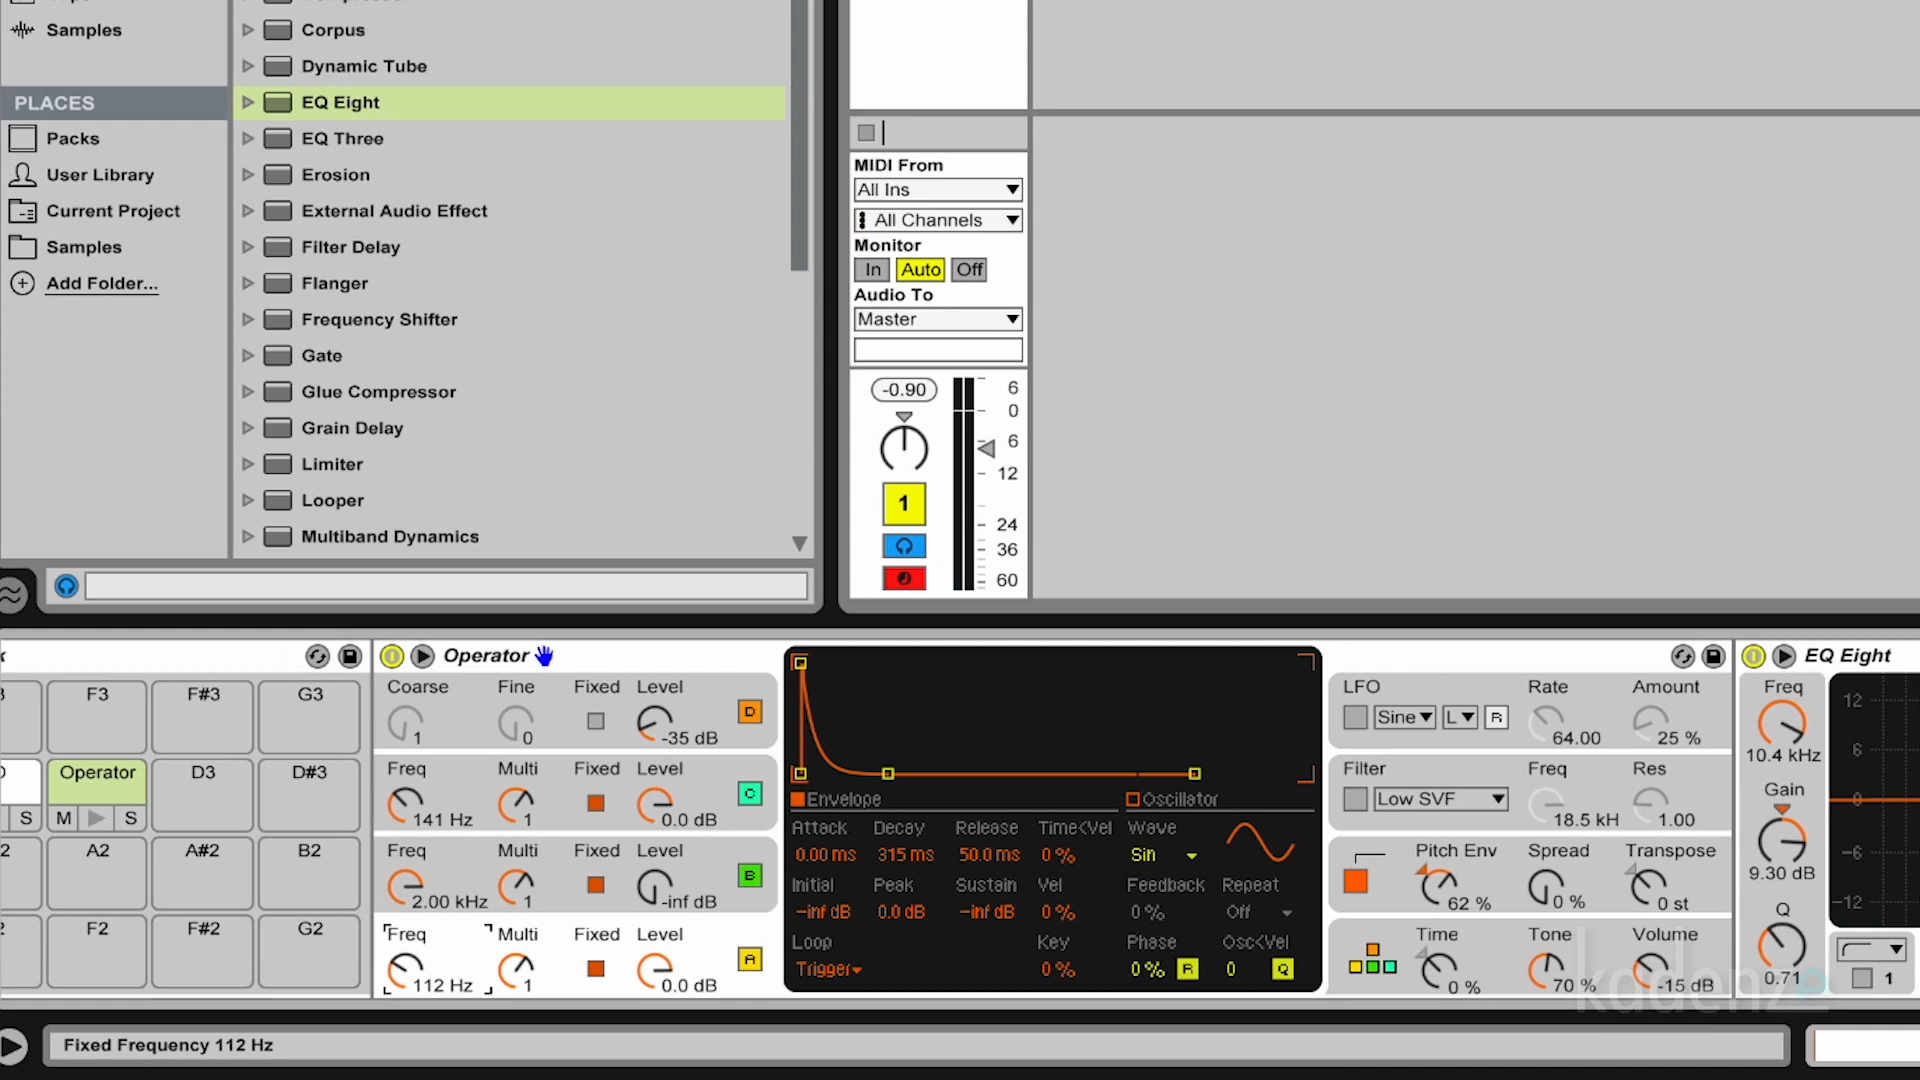 Samples
PLACES
Packs
User Library
Current Project
Samples
Add Folder...
Corpus
Dynamic Tube
EQ Eight
EQ Three
Erosion
External Audio Effect
Filter Delay
Flanger
Frequency Shifter
Gate
Glue Compressor
Grain Delay
Limiter
Looper
Multiband Dynamics
MIDI From
All Ins
All Channels
Monitor
In Auto Off
Audio To
Master
-0.90
6
0
6
12
24
36
60
1
F3 F#3 G3
Operator D3 D#3
S M S
A2 A#2 B2
F2 F#2 G2
Operator
Coarse Fine Fixed Level
1 0 -35 dB D
Freq Multi Fixed Level
141 Hz 1 0.0 dB C
Freq Multi Fixed Level
2.00 kHz 1 -inf dB B
Freq Multi Fixed Level
112 Hz 1 0.0 dB A
Envelope Oscillator
Attack Decay Release Time<Vel Wave
0.00 ms 315 ms 50.0 ms 0 % Sin
Initial Peak Sustain Vel Feedback Repeat
-inf dB 0.0 dB -inf dB 0 % 0 % Off
Loop Key Phase Osc<Vel
Trigger 0 % 0 % R 0 Q
LFO Rate Amount
Sine L R 64.00 25 %
Filter Freq Res
Low SVF 18.5 kH 1.00
Pitch Env Spread Transpose
62 % 0 % 0 st
Time Tone Volume
0 % 70 % -15 dB
EQ Eight
Freq
10.4 kHz
Gain
9.30 dB
Q
0.71
12
6
0
-6
-12
1
kadenze
Fixed Frequency 112 Hz